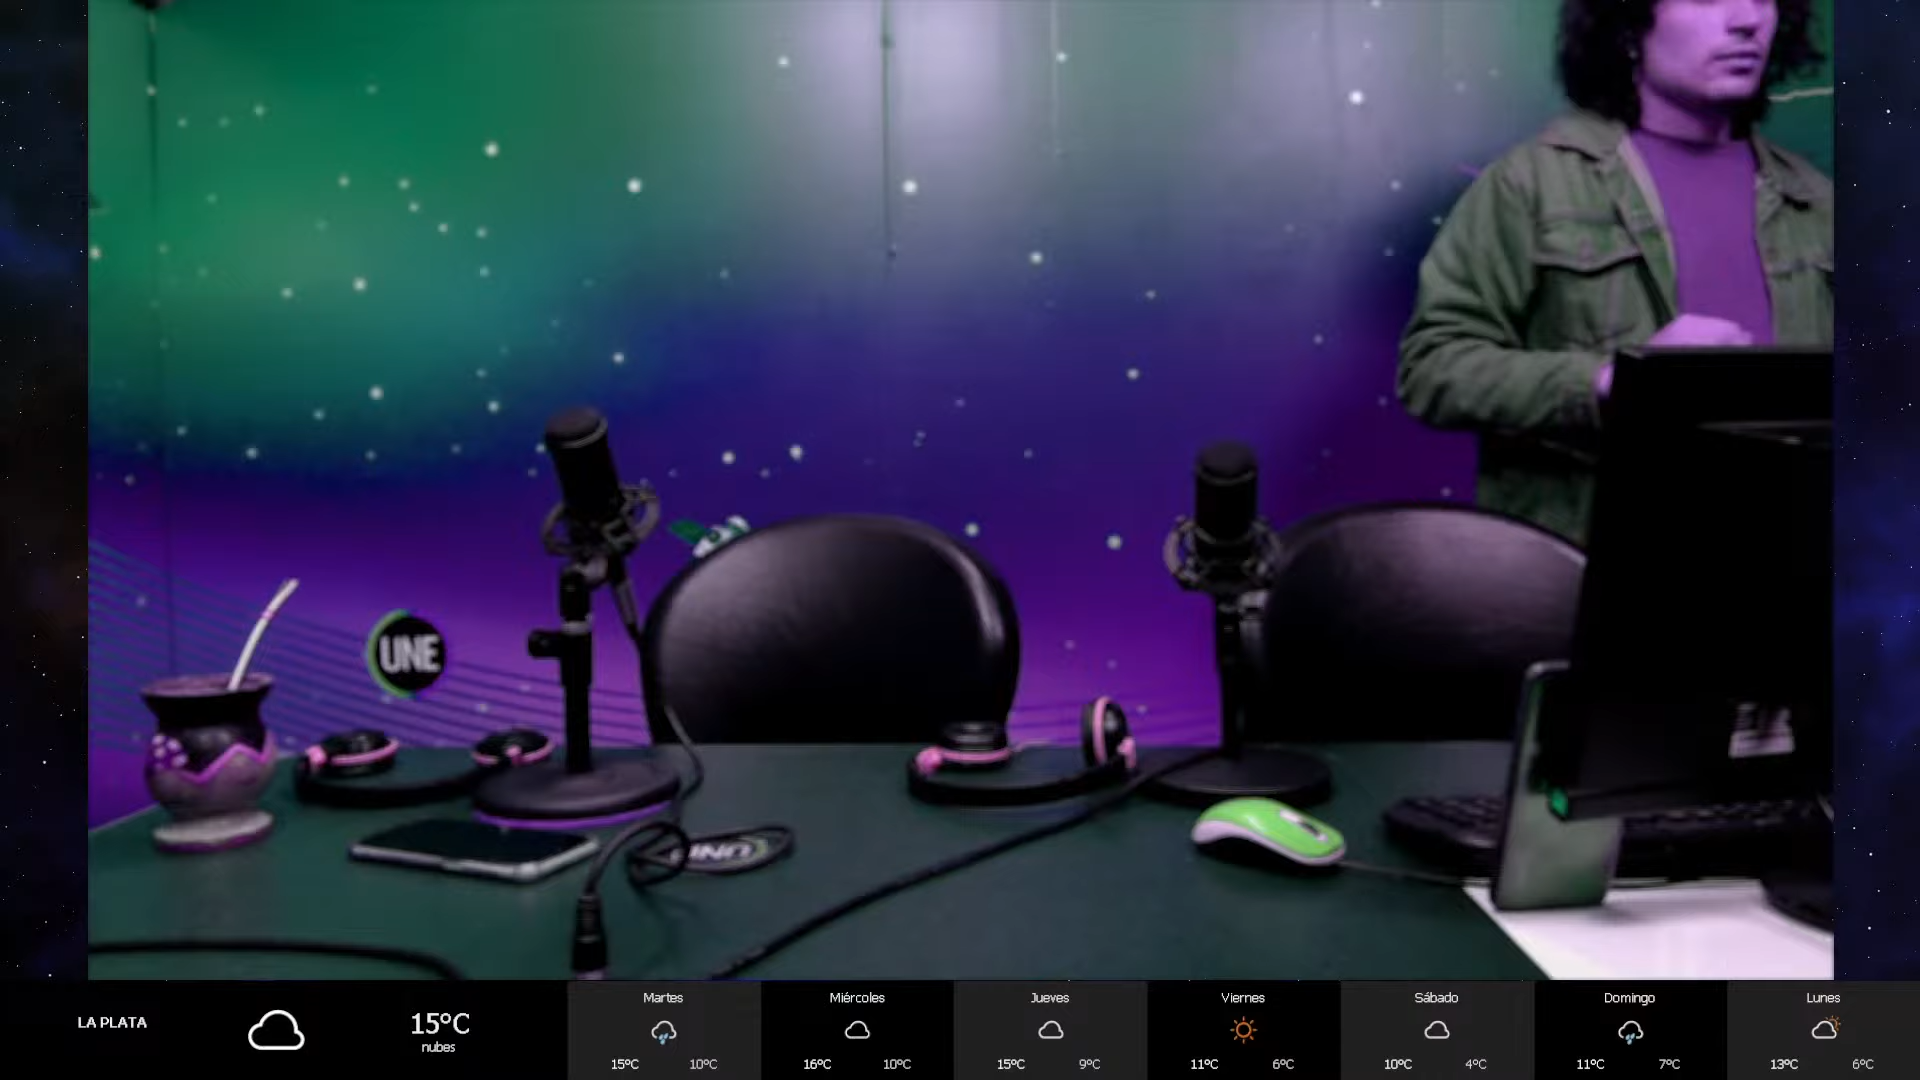 UNE
LA PLATA
15°C
nubes
Martes
15°C 10°C
Miércoles
16°C 10°C
Jueves
15°C 9°C
Viernes
11°C 6°C
Sábado
10°C 4°C
Domingo
11°C 7°C
Lunes
13°C 6°C